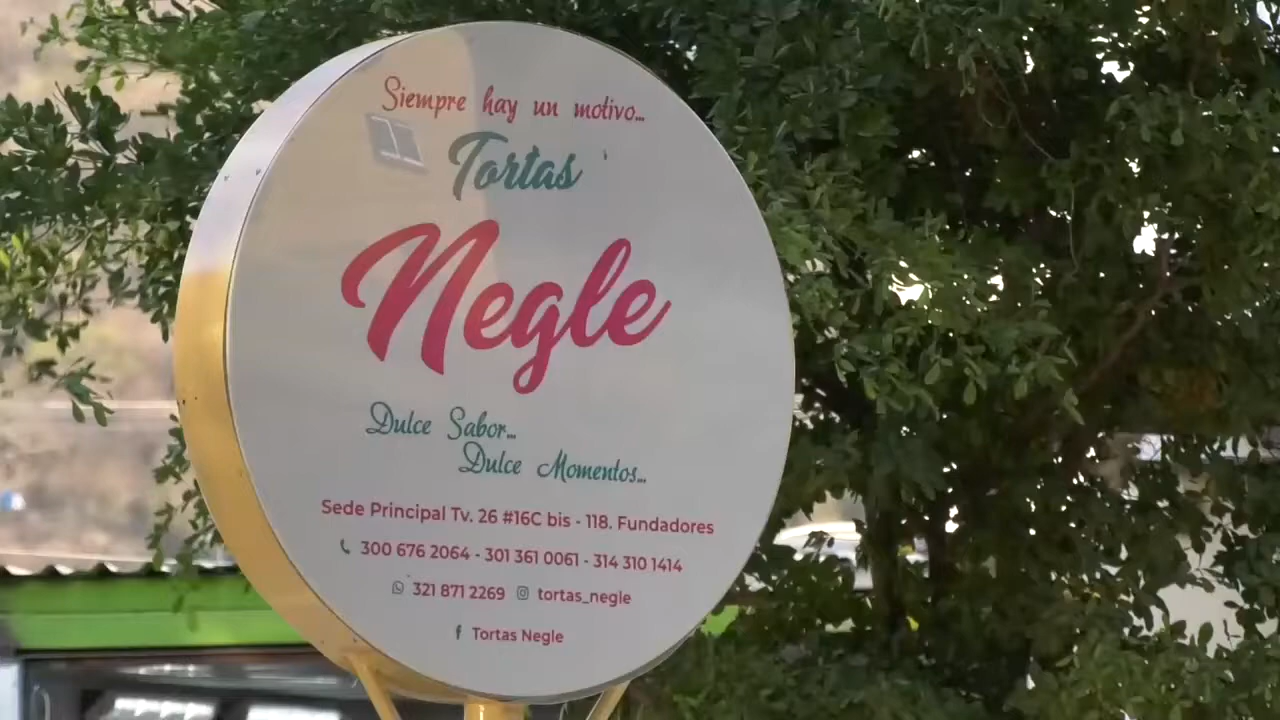 Siempre hay un motivo...
Tortas
Negle
Dulce Sabor...
Dulce Momentos...
Sede Principal Tv. 26 #16C bis - 118. Fundadores
300 676 2064 - 301 361 0061 - 314 310 1414
321 871 2269 tortas_negle
Tortas Negle